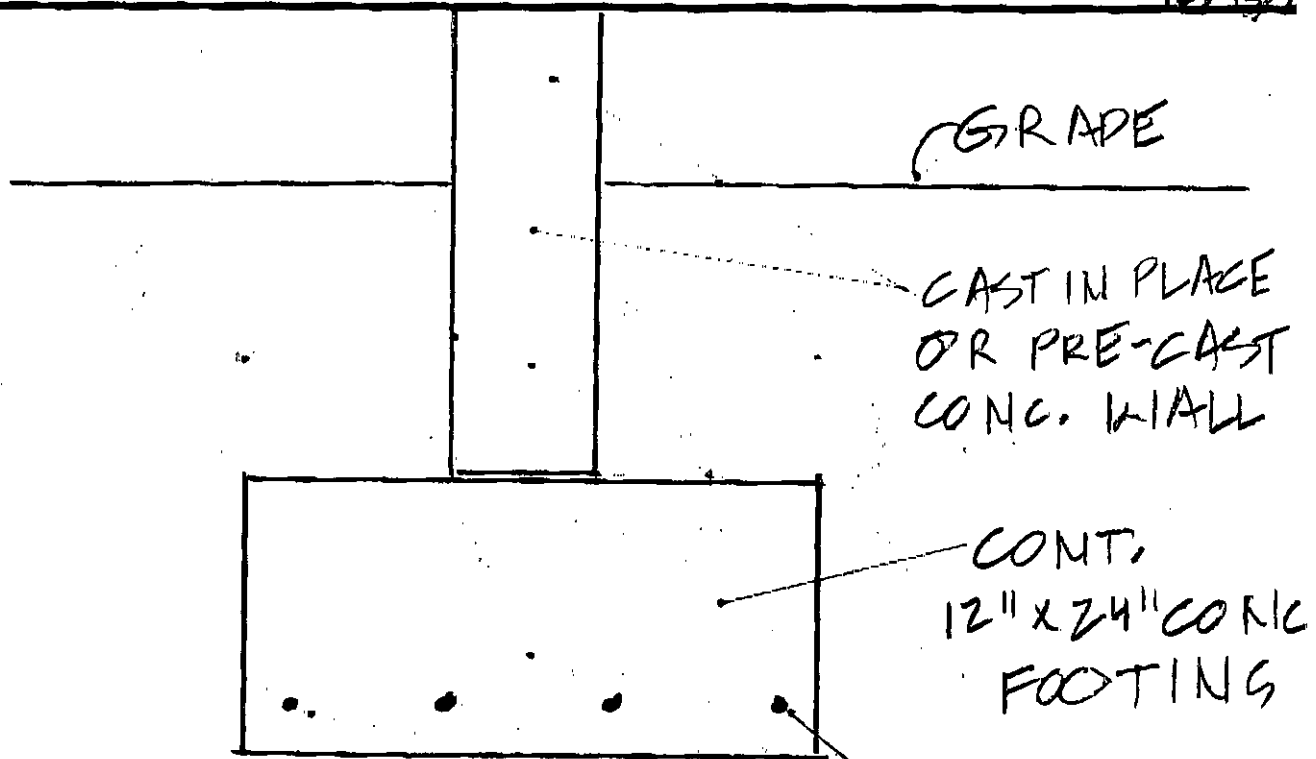 GRADE
CAST IN PLACE
OR PRE-CAST
CONC. WALL
CONT.
12" X 24" CONC
FOOTING